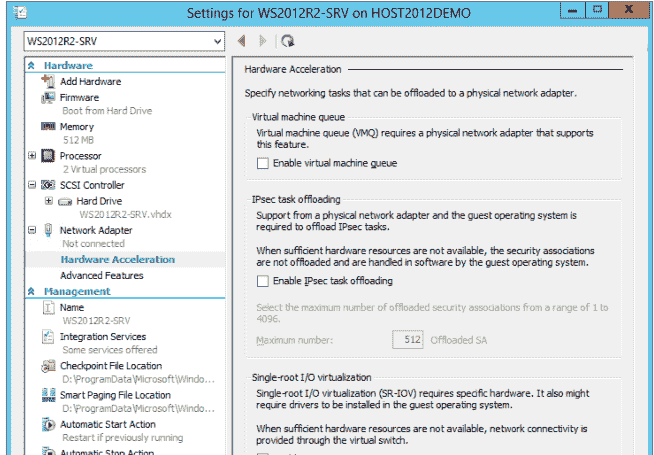 Settings for WS2012R2-SRV on HOST2012DEMO
WS2012R2-SRV
Hardware
Add Hardware
Firmware
Boot from Hard Drive
Memory
512 MB
Processor
2 Virtual processors
SCSI Controller
Hard Drive
WS2012R2-SRV.vhdx
Network Adapter
Not connected
Hardware Acceleration
Advanced Features
Management
Name
WS2012R2-SRV
Integration Services
Some services offered
Checkpoint File Location
D:\ProgramData\Microsoft\Windo...
Smart Paging File Location
D:\ProgramData\Microsoft\Windo...
Automatic Start Action
Restart if previously running
Automatic Stop Action
Hardware Acceleration
Specify networking tasks that can be offloaded to a physical network adapter.
Virtual machine queue
Virtual machine queue (VMQ) requires a physical network adapter that supports
this feature.
Enable virtual machine queue
IPsec task offloading
Support from a physical network adapter and the guest operating system is
required to offload IPsec tasks.
When sufficient hardware resources are not available, the security associations
are not offloaded and are handled in software by the guest operating system.
Enable IPsec task offloading
Select the maximum number of offloaded security associations from a range of 1 to
4096.
Maximum number: 512 Offloaded SA
Single-root I/O virtualization
Single-root I/O virtualization (SR-IOV) requires specific hardware. It also might
require drivers to be installed in the guest operating system.
When sufficient hardware resources are not available, network connectivity is
provided through the virtual switch.